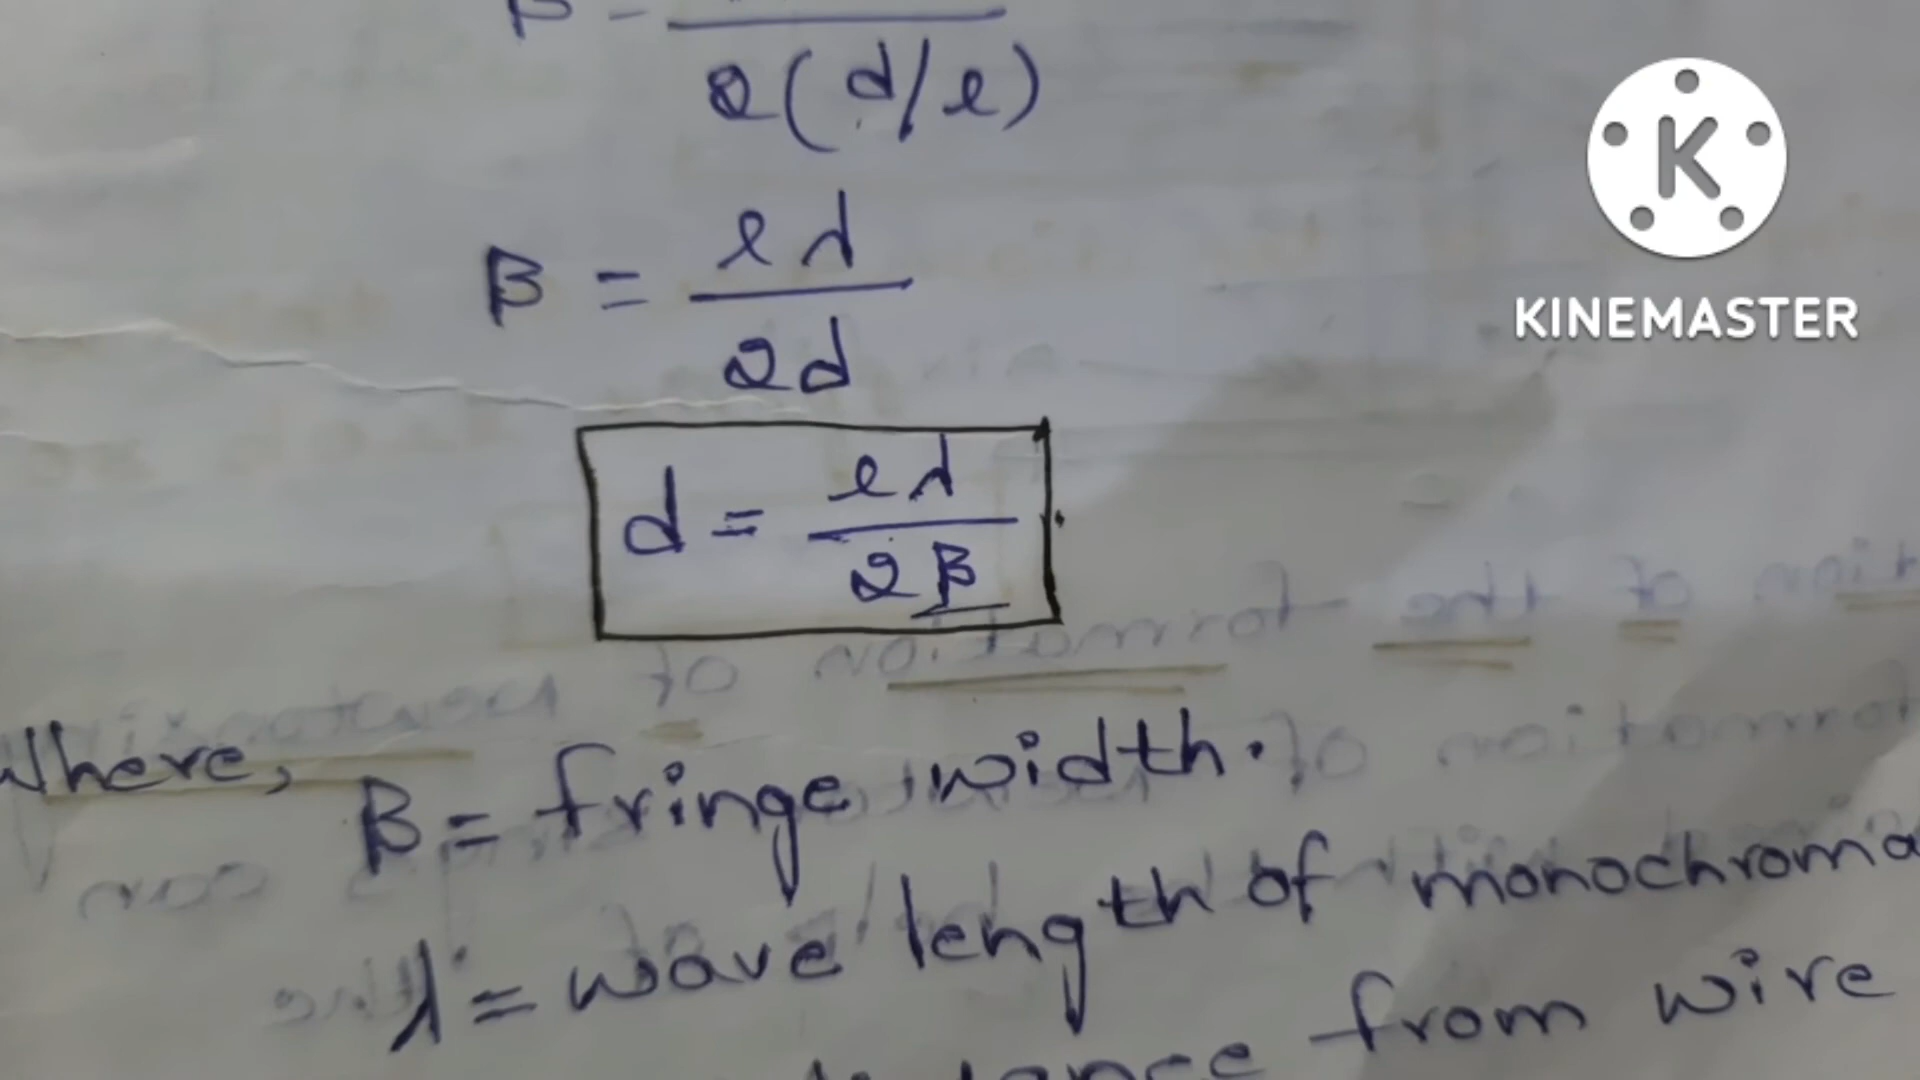 β =
2(d/l)
K
KINEMASTER
β = lλ
2d
d = lλ
2β
Where,
β = fringe width.
λ = wave length of monochroma
from wire